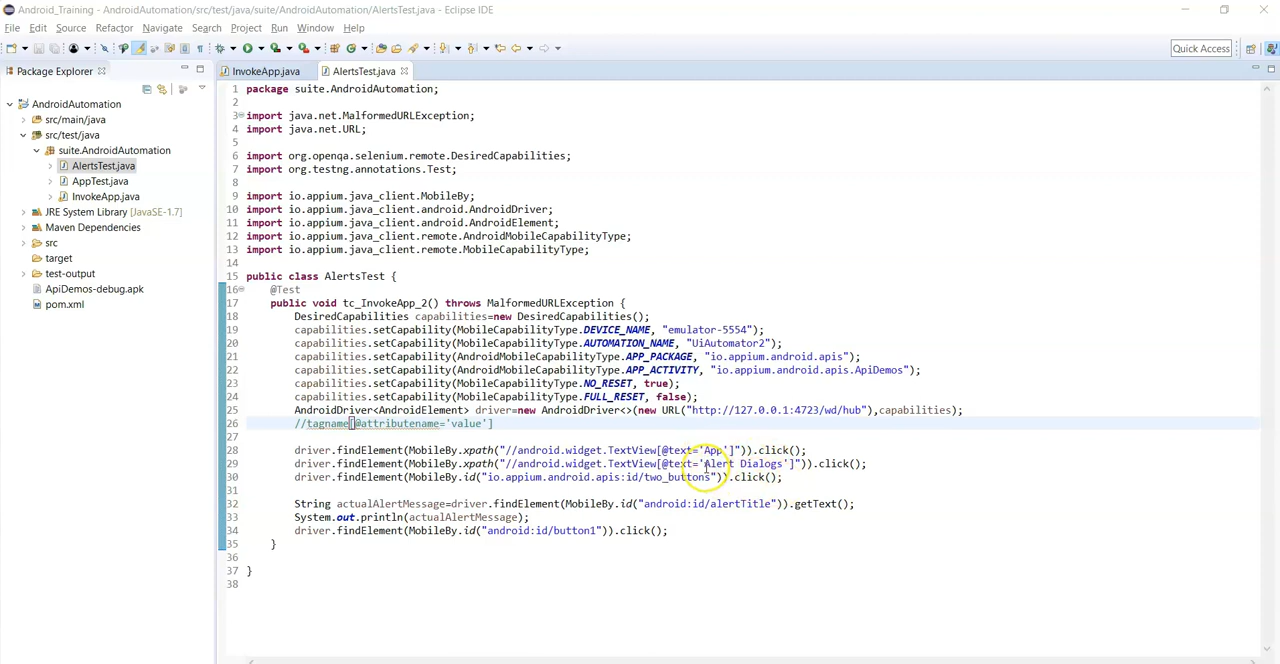 Android_Training - AndroidAutomation/src/test/java/suite/AndroidAutomation/AlertsTest.java - Eclipse IDE
File Edit Source Refactor Navigate Search Project Run Window Help
Quick Access
Package Explorer
InvokeApp.java
AlertsTest.java
AndroidAutomation
src/main/java
src/test/java
suite.AndroidAutomation
AlertsTest.java
AppTest.java
InvokeApp.java
JRE System Library [JavaSE-1.7]
Maven Dependencies
src
target
test-output
ApiDemos-debug.apk
pom.xml
1 package suite.AndroidAutomation;
2
3 import java.net.MalformedURLException;
4 import java.net.URL;
5
6 import org.openqa.selenium.remote.DesiredCapabilities;
7 import org.testng.annotations.Test;
8
9 import io.appium.java_client.MobileBy;
10 import io.appium.java_client.android.AndroidDriver;
11 import io.appium.java_client.android.AndroidElement;
12 import io.appium.java_client.remote.AndroidMobileCapabilityType;
13 import io.appium.java_client.remote.MobileCapabilityType;
14
15 public class AlertsTest {
16 @Test
17 public void tc_InvokeApp_2() throws MalformedURLException {
18 DesiredCapabilities capabilities=new DesiredCapabilities();
19 capabilities.setCapability(MobileCapabilityType.DEVICE_NAME, "emulator-5554");
20 capabilities.setCapability(MobileCapabilityType.AUTOMATION_NAME, "UiAutomator2");
21 capabilities.setCapability(AndroidMobileCapabilityType.APP_PACKAGE, "io.appium.android.apis");
22 capabilities.setCapability(AndroidMobileCapabilityType.APP_ACTIVITY, "io.appium.android.apis.ApiDemos");
23 capabilities.setCapability(MobileCapabilityType.NO_RESET, true);
24 capabilities.setCapability(MobileCapabilityType.FULL_RESET, false);
25 AndroidDriver<AndroidElement> driver=new AndroidDriver<>(new URL("http://127.0.0.1:4723/wd/hub"),capabilities);
26 //tagname[@attributename='value']
27
28 driver.findElement(MobileBy.xpath("//android.widget.TextView[@text='App']")).click();
29 driver.findElement(MobileBy.xpath("//android.widget.TextView[@text='Alert Dialogs']")).click();
30 driver.findElement(MobileBy.id("io.appium.android.apis:id/two_buttons")).click();
31
32 String actualAlertMessage=driver.findElement(MobileBy.id("android:id/alertTitle")).getText();
33 System.out.println(actualAlertMessage);
34 driver.findElement(MobileBy.id("android:id/button1")).click();
35 }
36
37 }
38